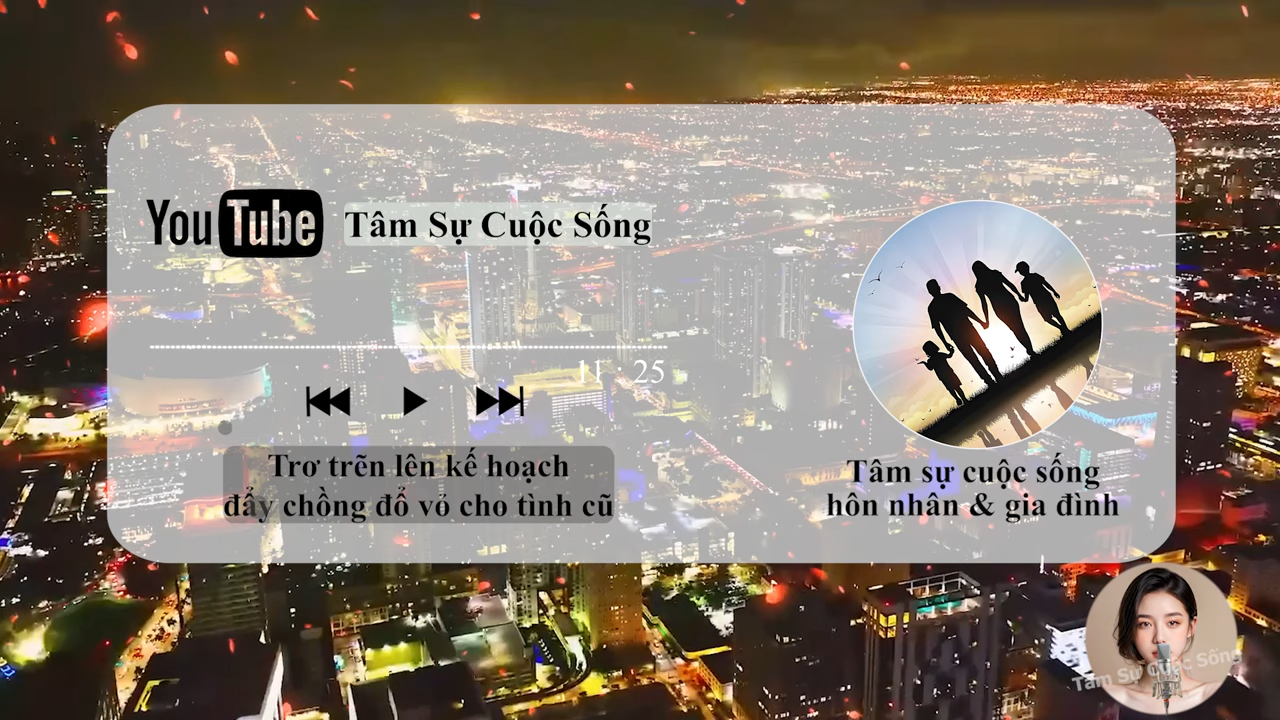 YouTube
Tâm Sự Cuộc Sống
11 25
Trơ trẽn lên kế hoạch
đẩy chồng đổ vỏ cho tình cũ
Tâm sự cuộc sống
hôn nhân & gia đình
Tâm Sự Cuộc Sống